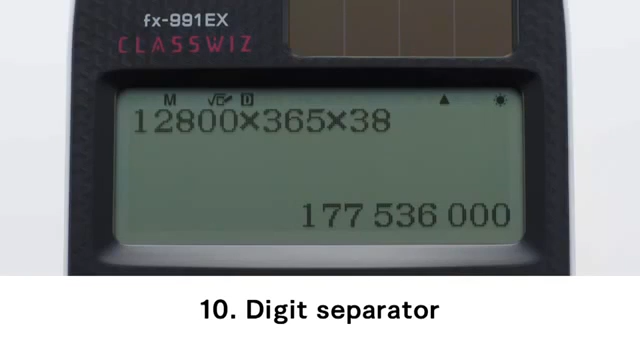 fx-991EX
CLASSWIZ
M √□ D ▲
12800×365×38
177 536 000
10. Digit separator